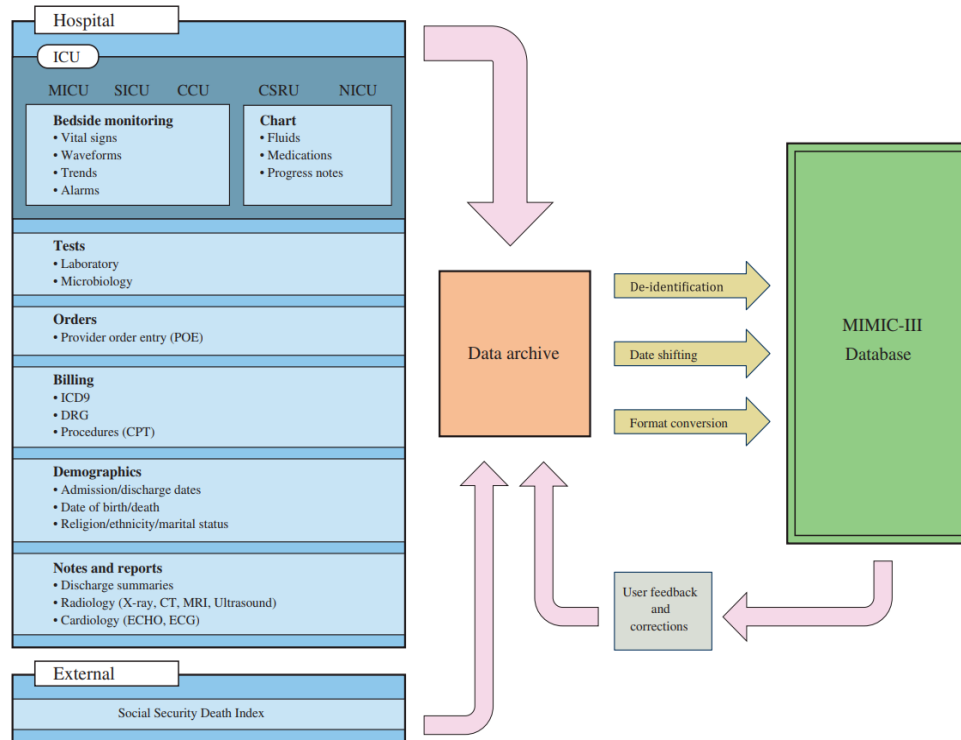 Hospital
ICU
MICU SICU CCU CSRU NICU
Bedside monitoring
• Vital signs
• Waveforms
• Trends
• Alarms
Chart
• Fluids
• Medications
• Progress notes
Tests
• Laboratory
• Microbiology
Orders
• Provider order entry (POE)
Billing
• ICD9
• DRG
• Procedures (CPT)
Demographics
• Admission/discharge dates
• Date of birth/death
• Religion/ethnicity/marital status
Notes and reports
• Discharge summaries
• Radiology (X-ray, CT, MRI, Ultrasound)
• Cardiology (ECHO, ECG)
External
Social Security Death Index
Data archive
De-identification
Date shifting
Format conversion
MIMIC-III
Database
User feedback
and
corrections